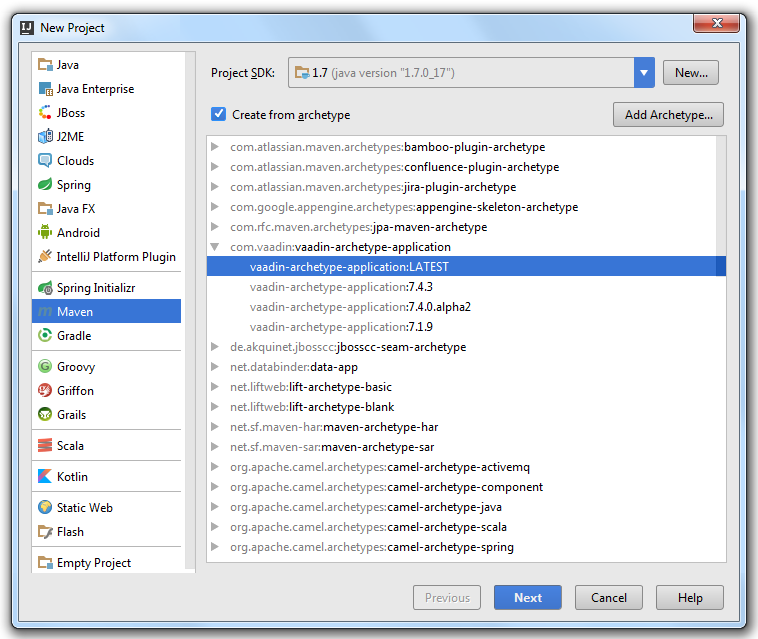 New Project
Java
Java Enterprise
JBoss
J2ME
Clouds
Spring
Java FX
Android
IntelliJ Platform Plugin
Spring Initializr
Maven
Gradle
Groovy
Griffon
Grails
Scala
Kotlin
Static Web
Flash
Empty Project
Project SDK:
1.7 (java version "1.7.0_17")
New...
Create from archetype
Add Archetype...
com.atlassian.maven.archetypes:bamboo-plugin-archetype
com.atlassian.maven.archetypes:confluence-plugin-archetype
com.atlassian.maven.archetypes:jira-plugin-archetype
com.google.appengine.archetypes:appengine-skeleton-archetype
com.rfc.maven.archetypes:jpa-maven-archetype
com.vaadin:vaadin-archetype-application
vaadin-archetype-application:LATEST
vaadin-archetype-application:7.4.3
vaadin-archetype-application:7.4.0.alpha2
vaadin-archetype-application:7.1.9
de.akquinet.jbosscc:jbosscc-seam-archetype
net.databinder:data-app
net.liftweb:lift-archetype-basic
net.liftweb:lift-archetype-blank
net.sf.maven-har:maven-archetype-har
net.sf.maven-sar:maven-archetype-sar
org.apache.camel.archetypes:camel-archetype-activemq
org.apache.camel.archetypes:camel-archetype-component
org.apache.camel.archetypes:camel-archetype-java
org.apache.camel.archetypes:camel-archetype-scala
org.apache.camel.archetypes:camel-archetype-spring
Previous
Next
Cancel
Help